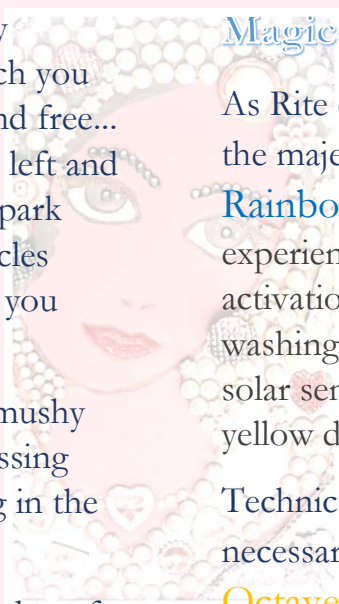 y
ch you
nd free...
left and
park
cles
you
mushy
ssing
g in the
Magic
As Rite
the maje
Rainbo
experien
activatio
washing
solar sen
yellow d
Technic
necessar
Octave